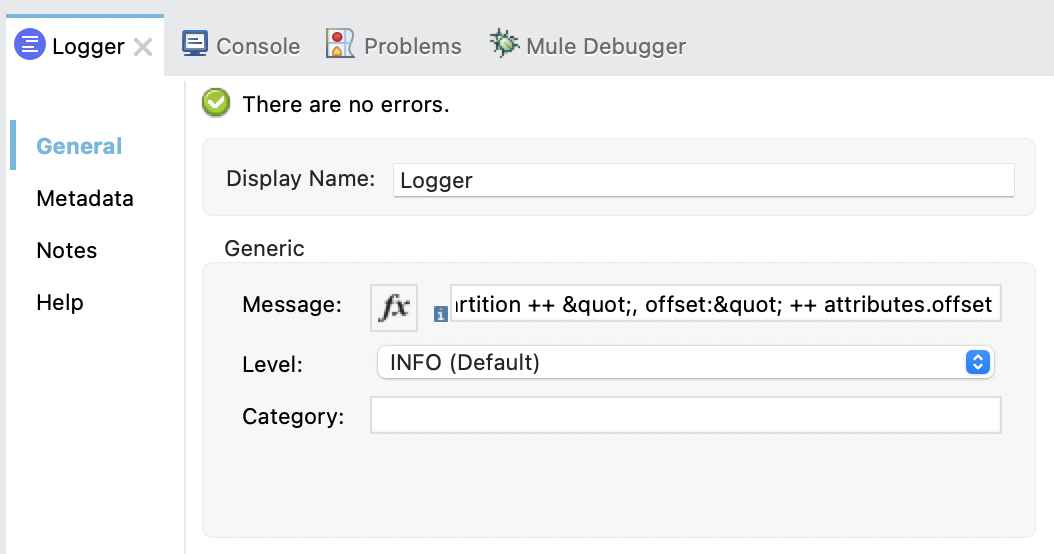 Logger Console Problems Mule Debugger
There are no errors.
General
Display Name: Logger
Metadata
Notes
Generic
Help
Message: fx rtition ++ &quot;, offset:&quot; ++ attributes.offset
Level: INFO (Default)
Category: